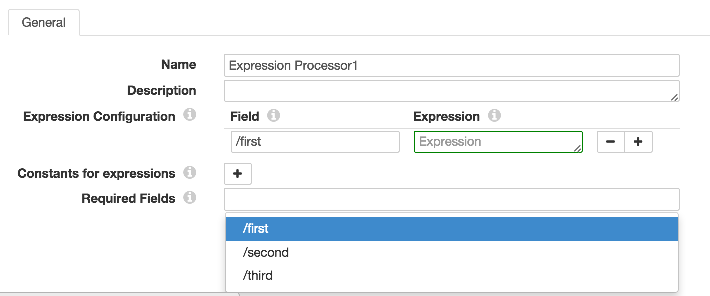 General
Name Expression Processor1
Description
Expression Configuration Field Expression
/first Expression
Constants for expressions
Required Fields
/first
/second
/third